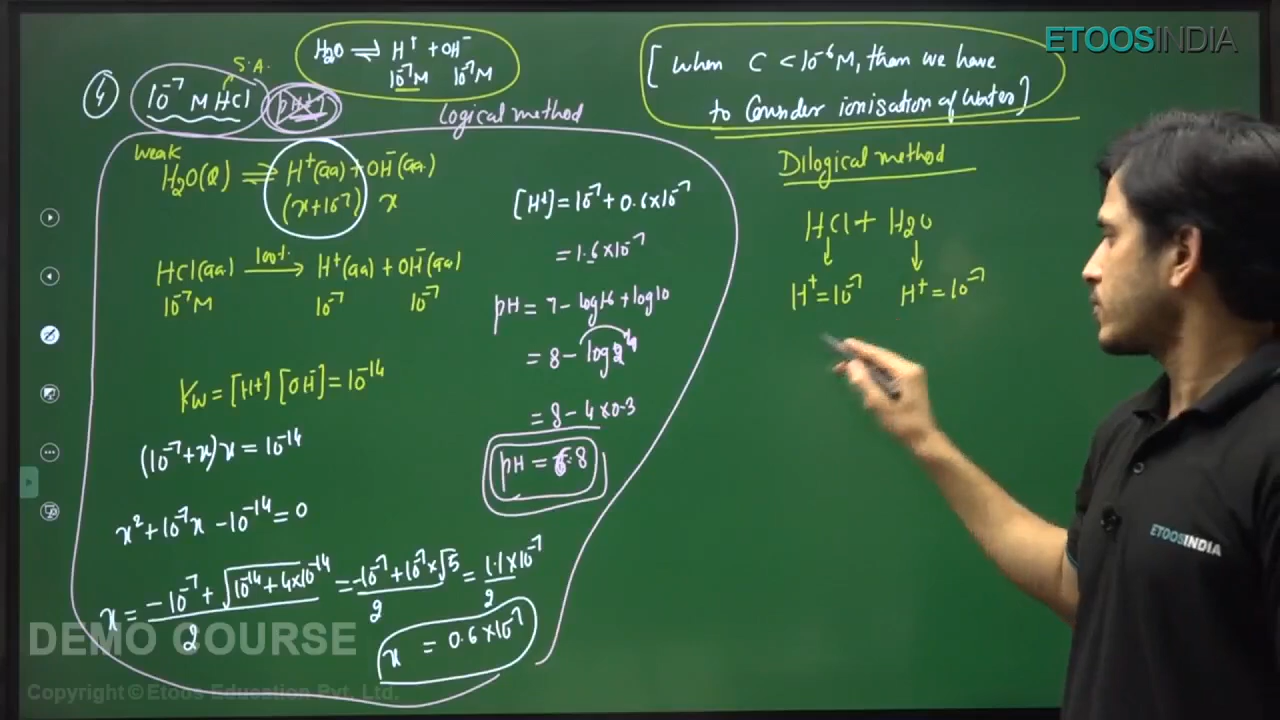 ETOOSINDIA
④ 10⁻⁷ M HCl
S.A.
pH=7
H₂O ⇌ H⁺ + OH⁻
10⁻⁷M 10⁻⁷M
Logical method
weak
H₂O(l) ⇌ H⁺(aq) + OH⁻(aq)
(x+10⁻⁷) x
HCl(aq) 100%→ H⁺(aq) + OH⁻(aq)
10⁻⁷M 10⁻⁷ 10⁻⁷
Kw = [H⁺] [OH⁻] = 10⁻¹⁴
(10⁻⁷+x) x = 10⁻¹⁴
x² + 10⁻⁷x - 10⁻¹⁴ = 0
x = -10⁻⁷ + √10⁻¹⁴ + 4×10⁻¹⁴ / 2 = -10⁻⁷ + 10⁻⁷ × √5 / 2 = 1.1×10⁻⁷ / 2
x = 0.6×10⁻⁷
[H⁺] = 10⁻⁷ + 0.6×10⁻⁷
= 1.6×10⁻⁷
pH = 7 - log16 + log10
= 8 - log2⁴
= 8 - 4×0.3
pH = 6.8
[When C < 10⁻⁶M, then we have
to Consider ionisation of Water]
Dilogical method
HCl + H₂O
↓ ↓
H⁺ = 10⁻⁷ H⁺ = 10⁻⁷
ETOOSINDIA
DEMO COURSE
Copyright © Etoos Education Pvt. Ltd.